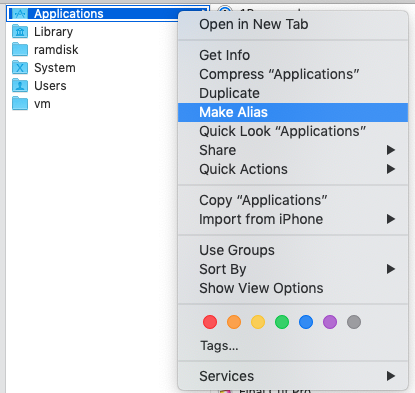 Applications
Library
ramdisk
System
Users
vm
Open in New Tab
Get Info
Compress “Applications”
Duplicate
Make Alias
Quick Look “Applications”
Share
Quick Actions
Copy “Applications”
Import from iPhone
Use Groups
Sort By
Show View Options
Tags...
Services